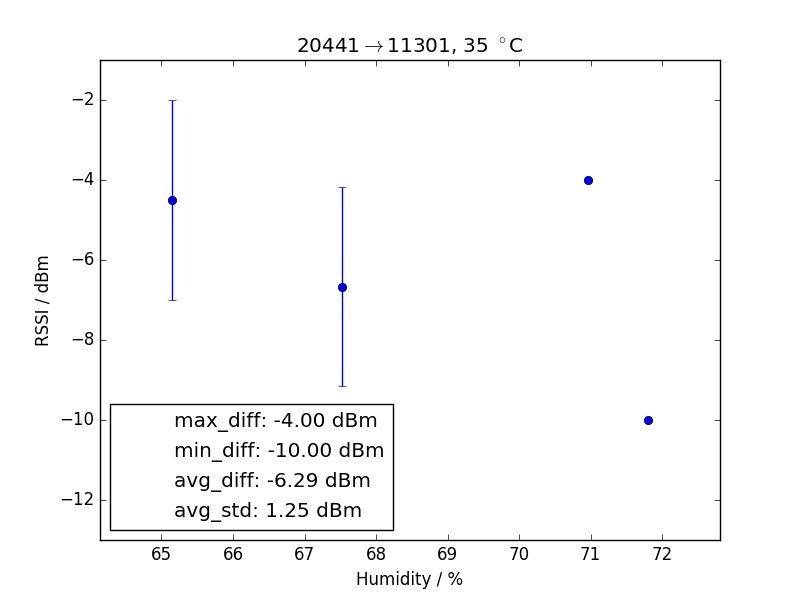 20441→11301, 35 °C
−2
−4
−6
−8
−10
−12
RSSI / dBm
max_diff: -4.00 dBm
min_diff: -10.00 dBm
avg_diff: -6.29 dBm
avg_std: 1.25 dBm
65 66 67 68 69 70 71 72
Humidity / %